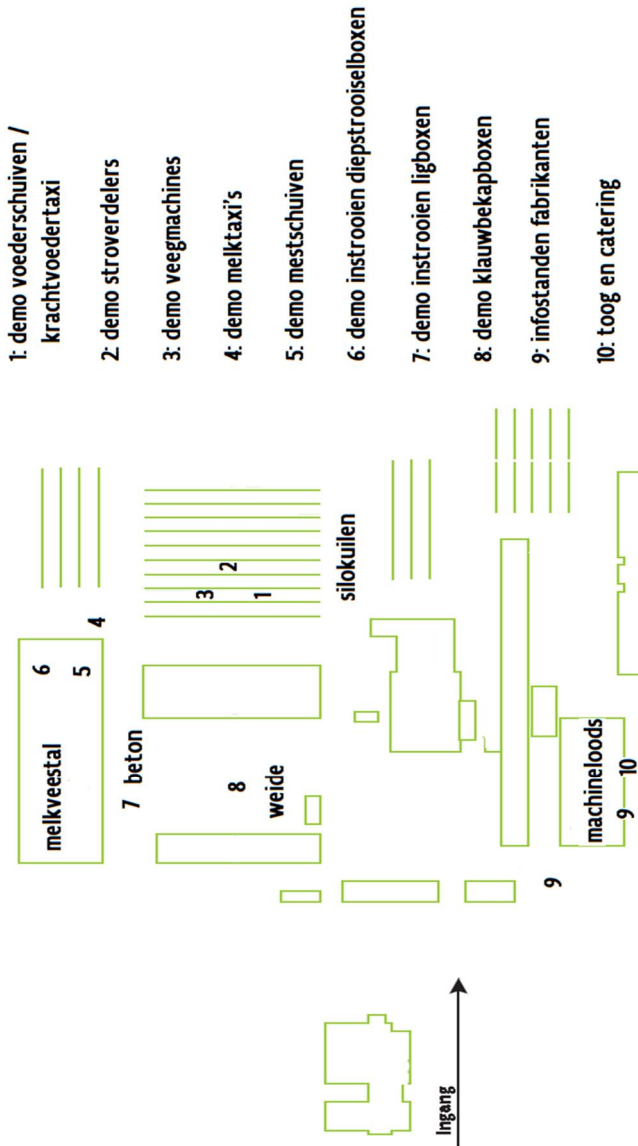 1: demo voederschuiven /
krachtvoedertaxi
2: demo stroverdelers
3: demo veegmachines
4: demo melktaxi's
5: demo mestschuiven
6: demo instrooien diepstrooiselboxen
7: demo instrooien ligboxen
8: demo klauwbekapboxen
9: infostanden fabrikanten
10: toog en catering
melkveestal
6
5
4
7 beton
3
2
1
8
weide
silokuilen
9
machineloods
9
10
Ingang